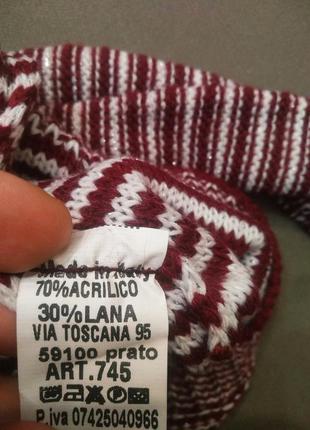 Made in italy
70%ACRILICO
30%LANA
VIA TOSCANA 95
59100 prato
ART.745
P.iva 07425040966